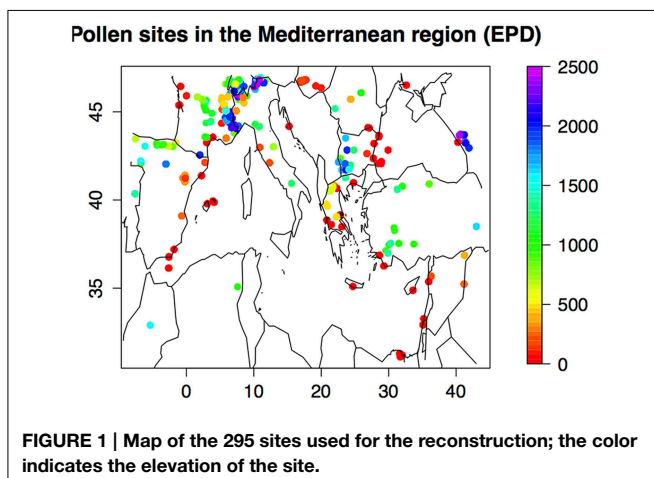 Pollen sites in the Mediterranean region (EPD)
45
40
35
0 10 20 30 40
2500
2000
1500
1000
500
0
FIGURE 1 | Map of the 295 sites used for the reconstruction; the color
indicates the elevation of the site.